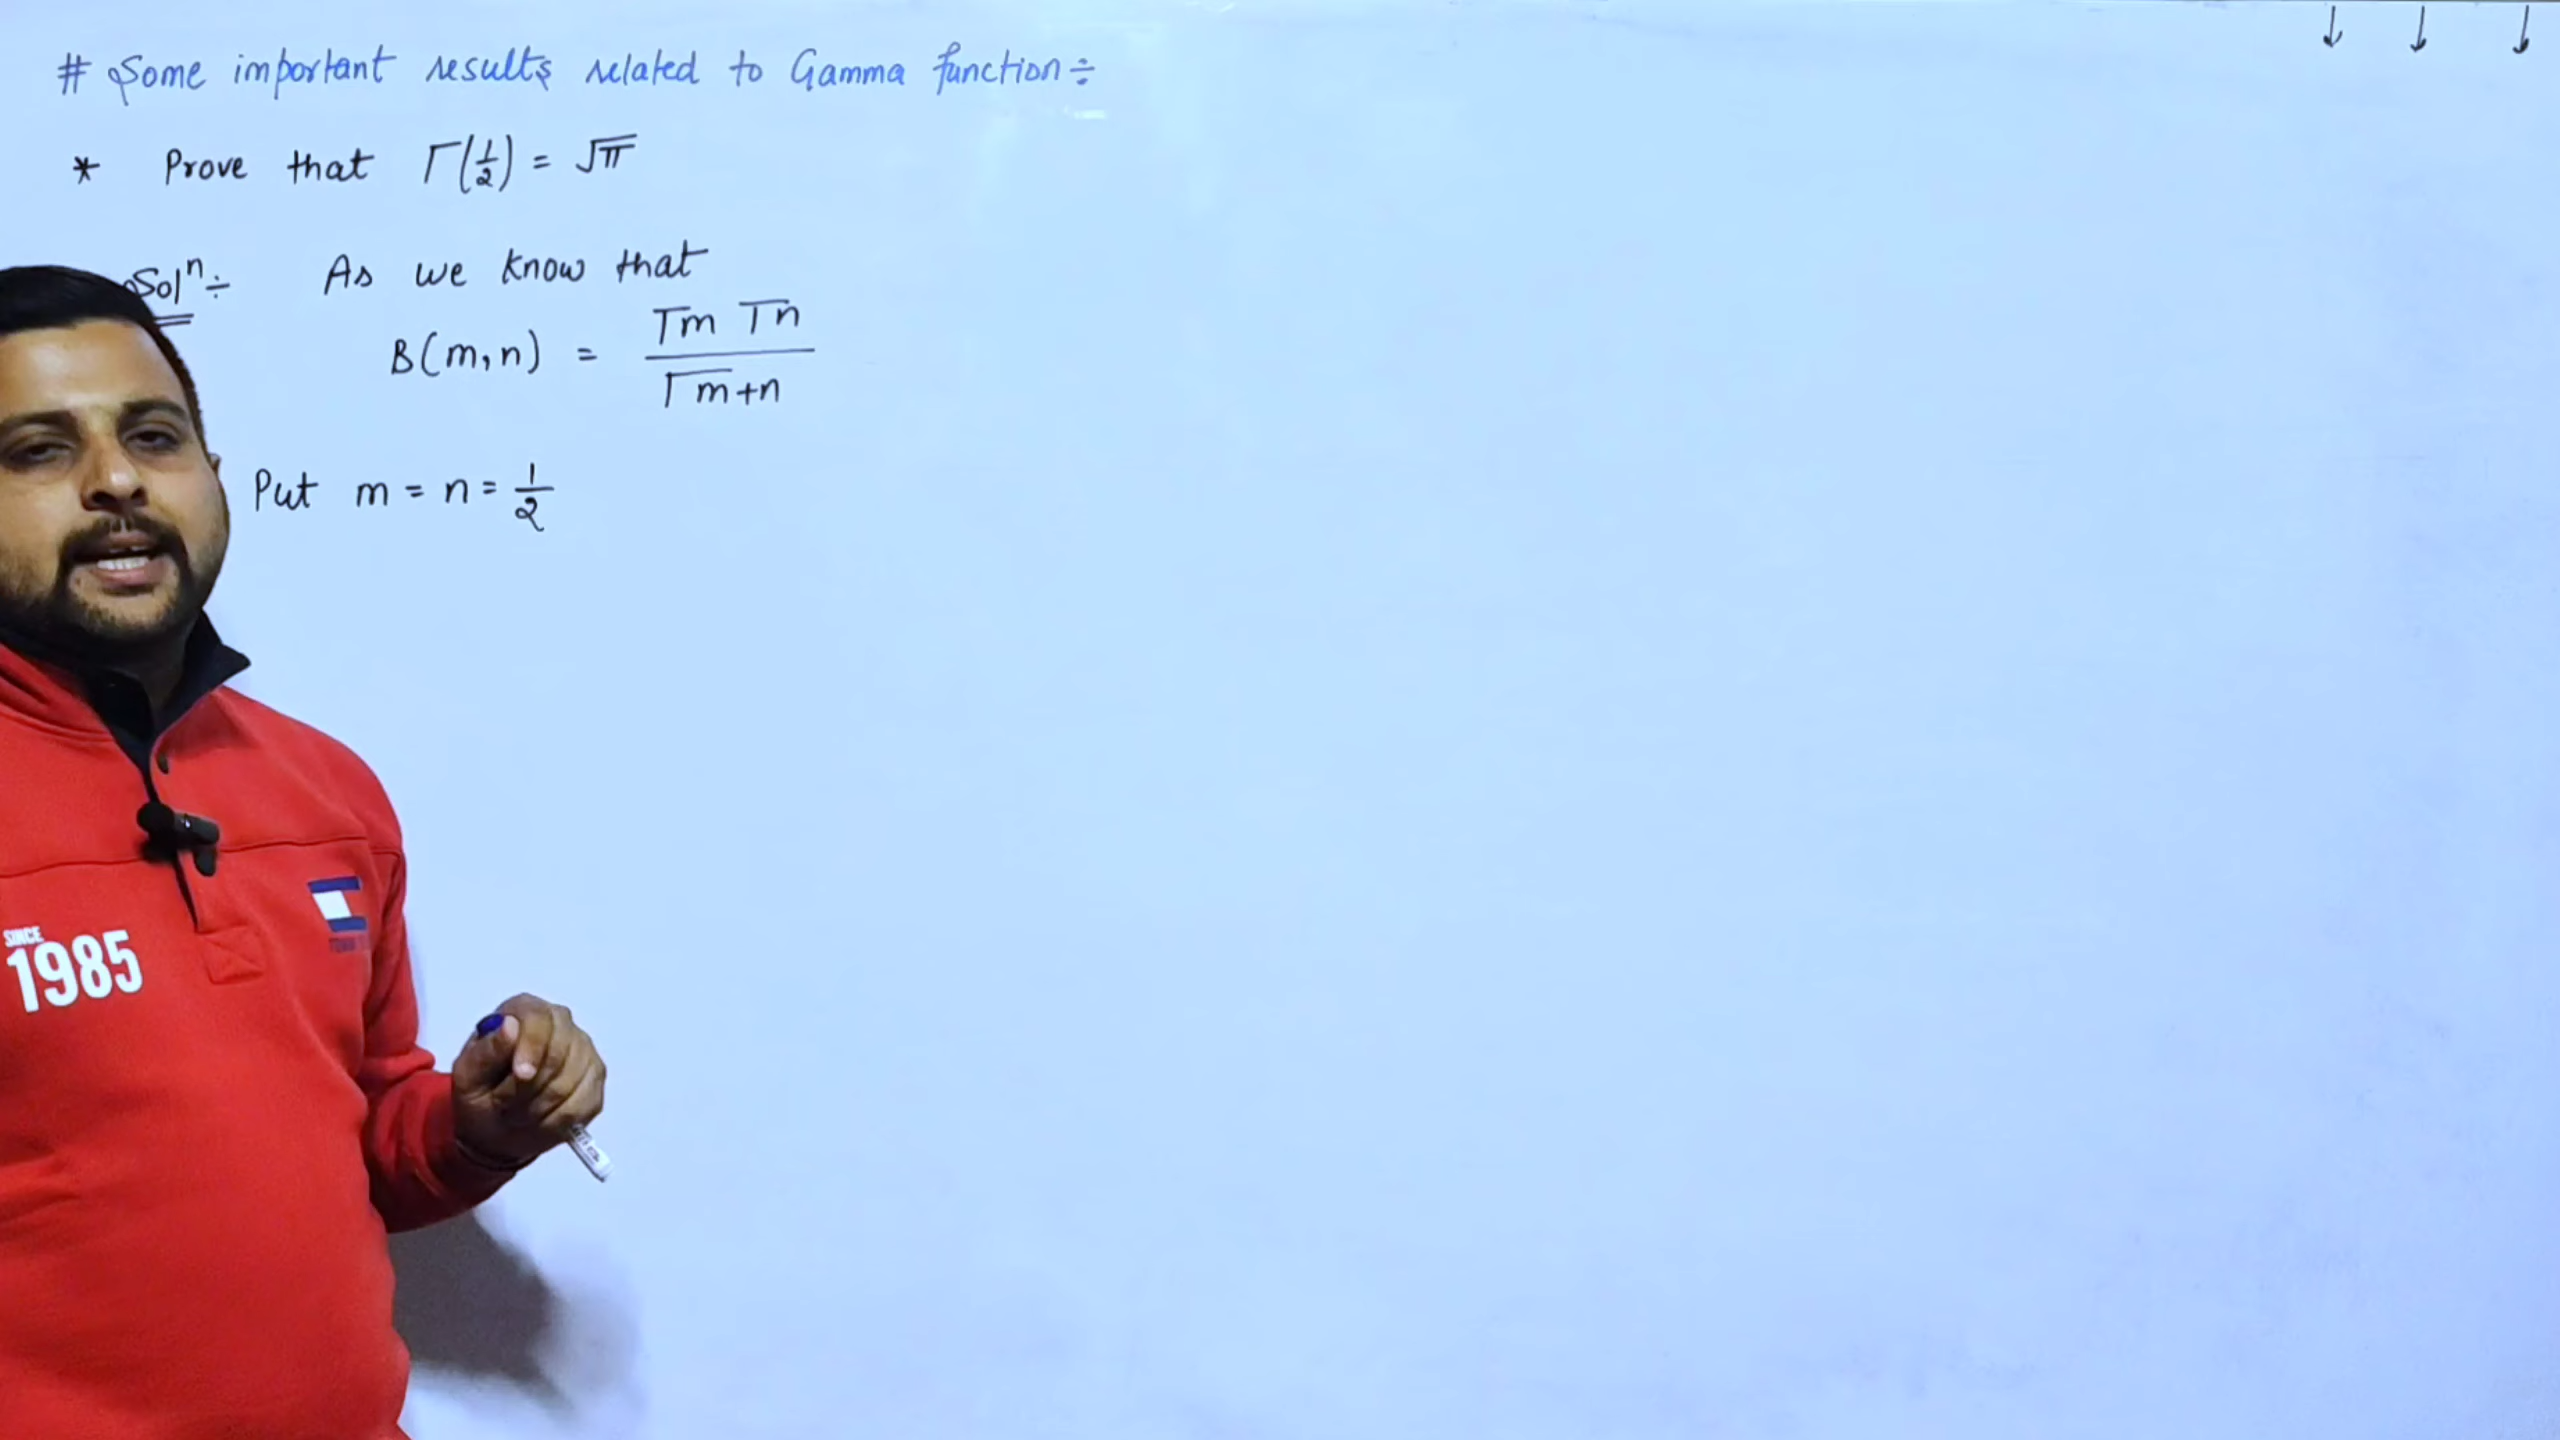 # Some important results related to Gamma function ÷
* Prove that Γ(1/2) = √π
Solⁿ ÷ As we know that
B(m,n) = Γm Γn / Γm+n
Put m = n = 1/2
SINCE
1985